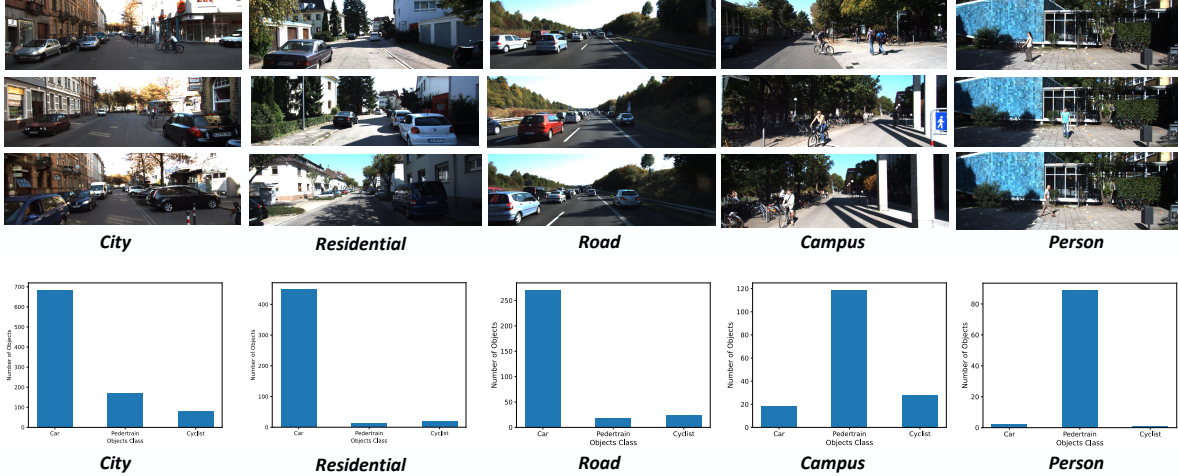 City
Residential
Road
Campus
Person
700
600
500
400
300
200
100
0
Number of Objects
Car
Pedertrain
Cyclist
Objects Class
City
400
300
200
100
0
Number of Objects
Car
Pedertrain
Cyclist
Objects Class
Residential
250
200
150
100
50
0
Number of Objects
Car
Pedertrain
Cyclist
Objects Class
Road
120
100
80
60
40
20
0
Number of Objects
Car
Pedertrain
Cyclist
Objects Class
Campus
80
60
40
20
0
Number of Objects
Car
Pedertrain
Cyclist
Objects Class
Person